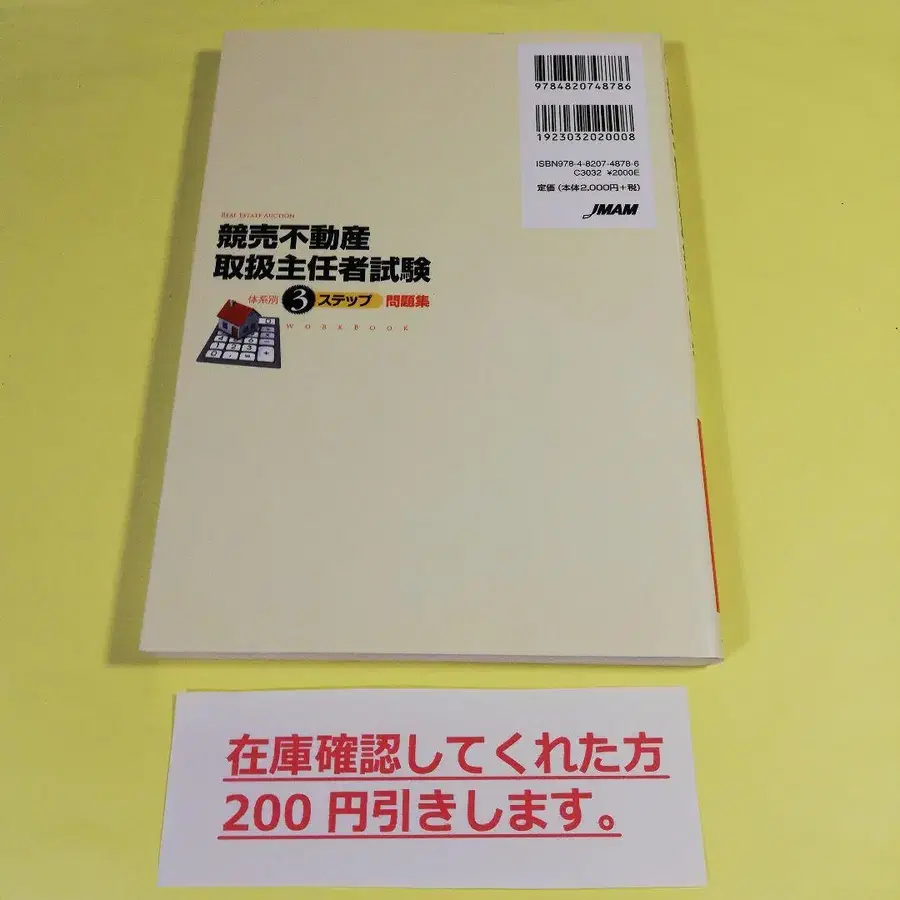 9784820748786
1923032020008
ISBN978-4-8207-4878-6
C3032 ¥2000E
定価(本体2,000円+税)
JMAM
REAL ESTATE AUCTION
競売不動産
取扱主任者試験
体系別3ステップ問題集
WORKBOOK
在庫確認してくれた方
200円引きします。